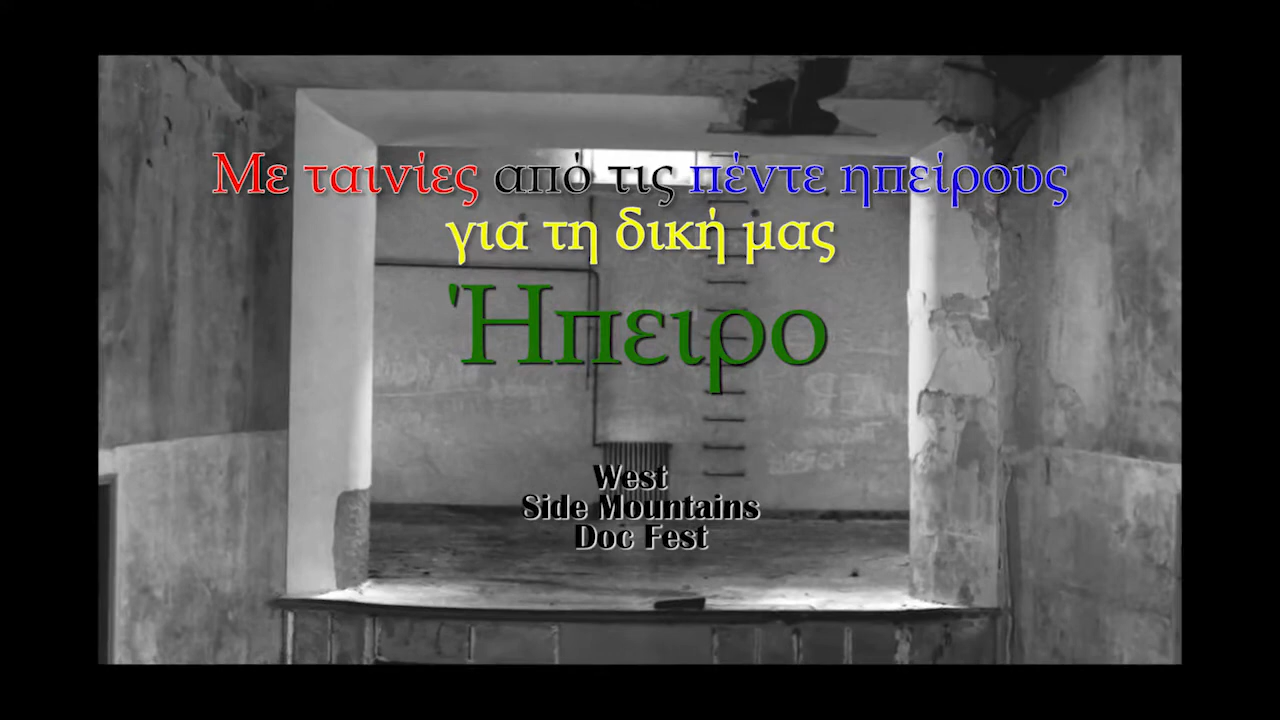 Με ταινίες από τις πέντε ηπείρους
για τη δική μας
Ήπειρο
West
Side Mountains
Doc Fest